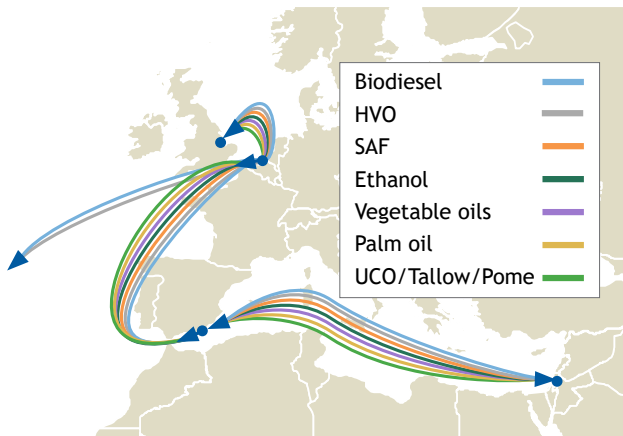 Biodiesel
HVO
SAF
Ethanol
Vegetable oils
Palm oil
UCO/Tallow/Pome